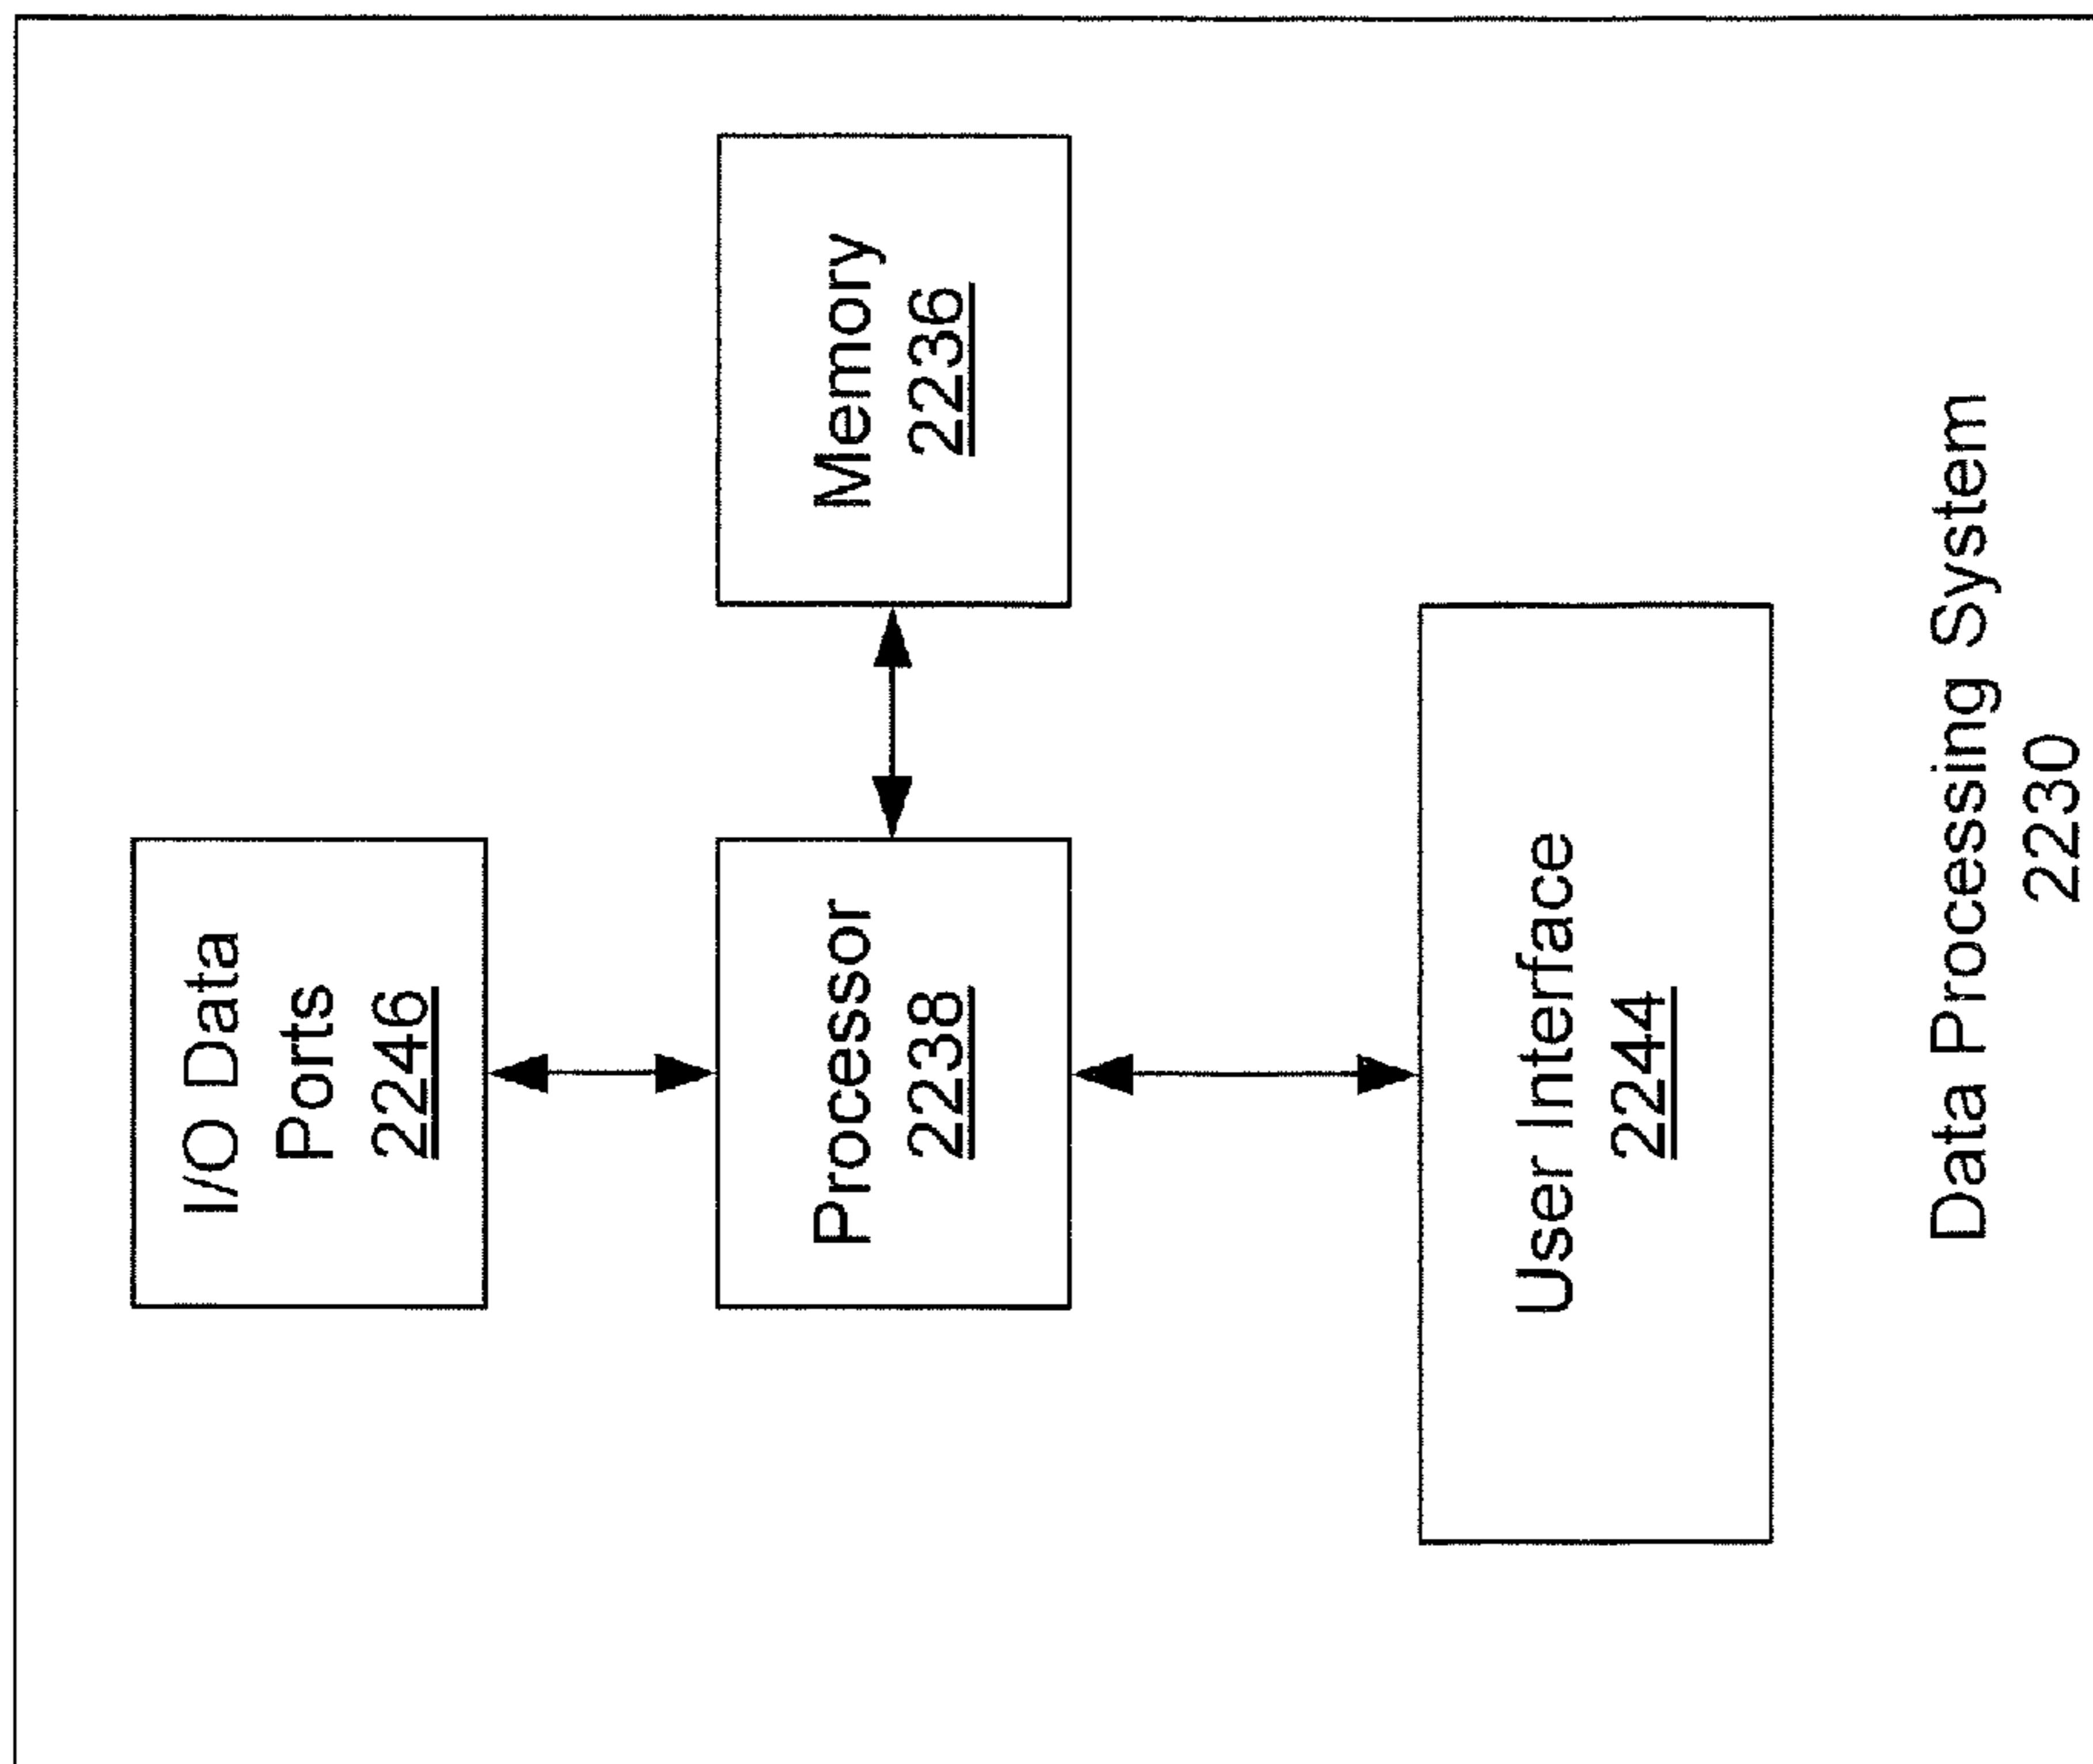 I/O Data
Ports
2246
Processor
2238
Memory
2236
User Interface
2244
Data Processing System
2230